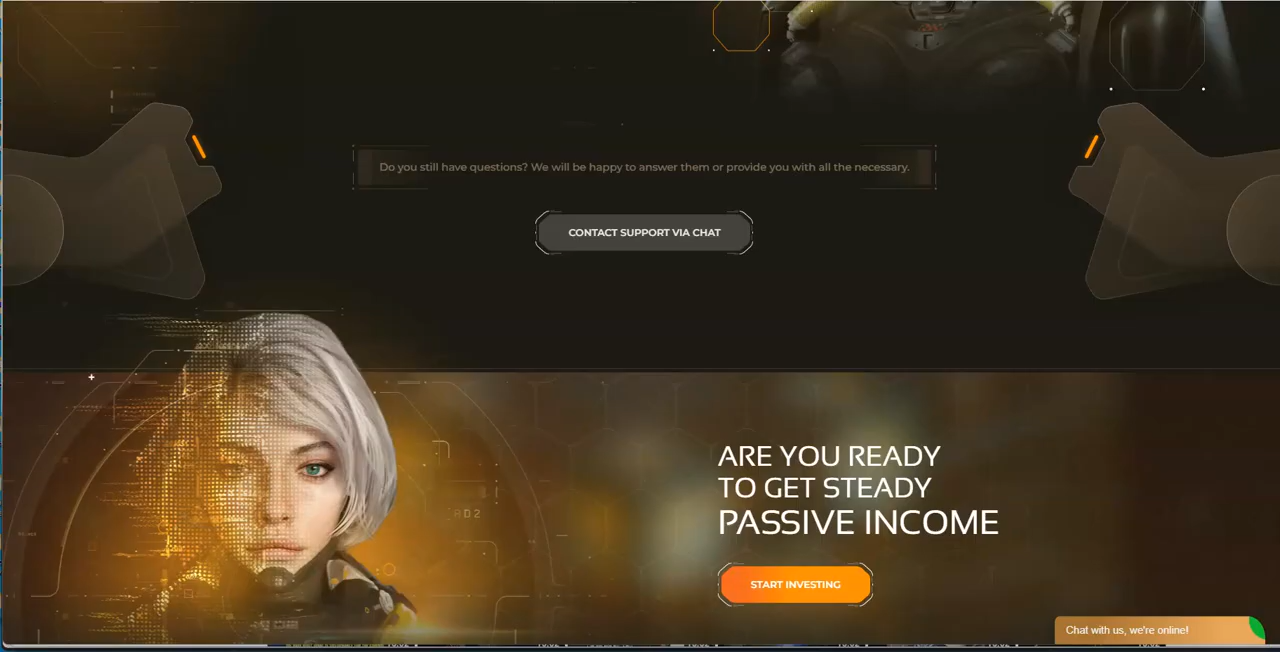 Do you still have questions? We will be happy to answer them or provide you with all the necessary.
CONTACT SUPPORT VIA CHAT
RD2
ARE YOU READY
TO GET STEADY
PASSIVE INCOME
START INVESTING
Chat with us, we're online!